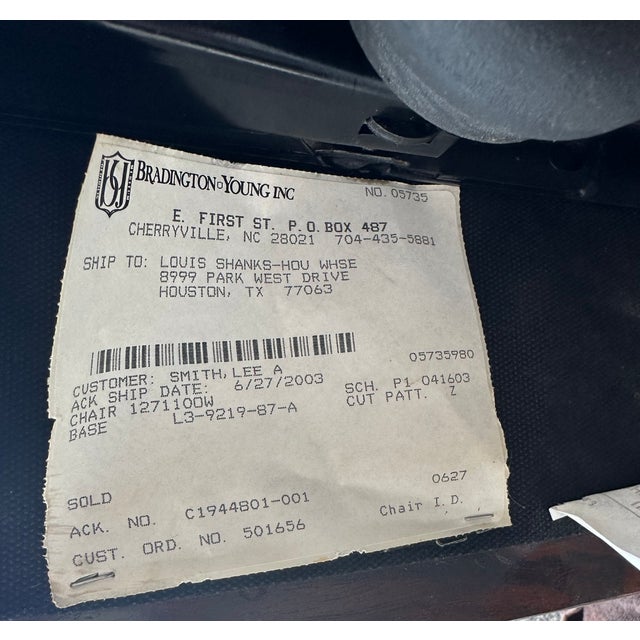 BRADINGTON-YOUNG INC NO. 05735
E. FIRST ST. P.O. BOX 487
CHERRYVILLE, NC 28021 704-435-5881
SHIP TO: LOUIS SHANKS-HOU WHSE
8999 PARK WEST DRIVE
HOUSTON, TX 77063
05735980
CUSTOMER: SMITH, LEE A
ACK SHIP DATE: 6/27/2003 SCH. P1 041603
CHAIR 1271100W CUT PATT. Z
BASE L3-9219-87-A
SOLD 0627
ACK. NO. C1944801-001 Chair I.D.
CUST. ORD. NO. 501656